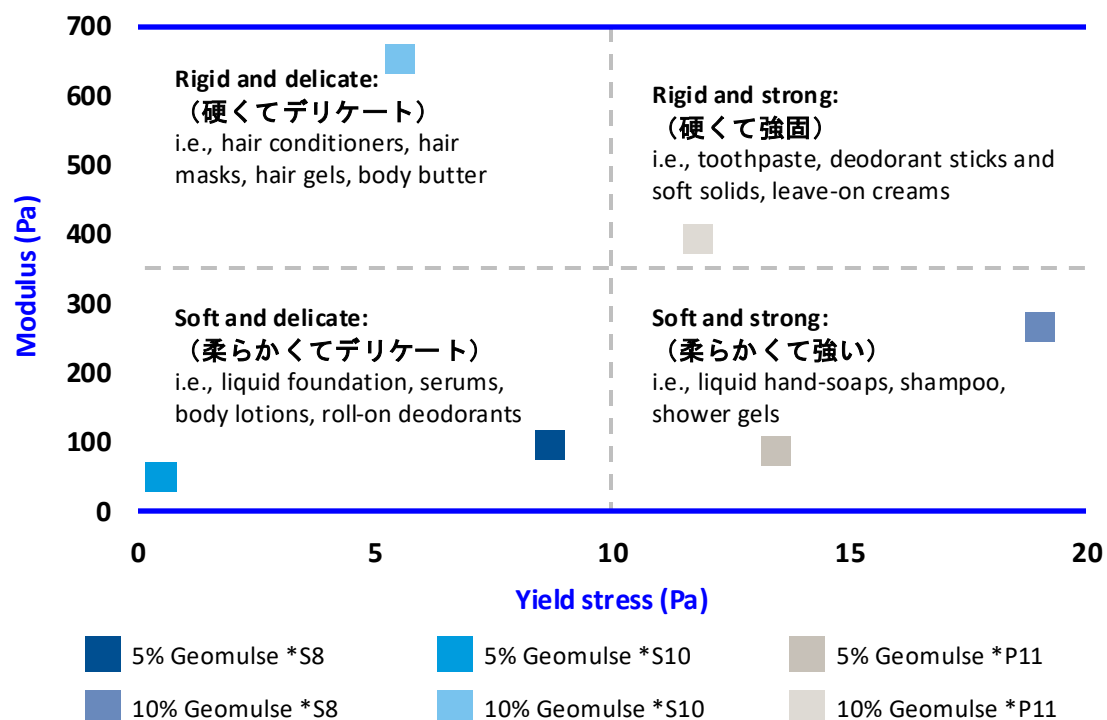 700
600
500
400
300
200
100
0
Modulus (Pa)
Rigid and delicate:
（硬くてデリケート）
i.e., hair conditioners, hair
masks, hair gels, body butter
Rigid and strong:
（硬くて強固）
i.e., toothpaste, deodorant sticks and
soft solids, leave-on creams
Soft and delicate:
（柔らかくてデリケート）
i.e., liquid foundation, serums,
body lotions, roll-on deodorants
Soft and strong:
（柔らかくて強い）
i.e., liquid hand-soaps, shampoo,
shower gels
0 5 10 15 20
Yield stress (Pa)
5% Geomulse *S8 5% Geomulse *S10 5% Geomulse *P11
10% Geomulse *S8 10% Geomulse *S10 10% Geomulse *P11